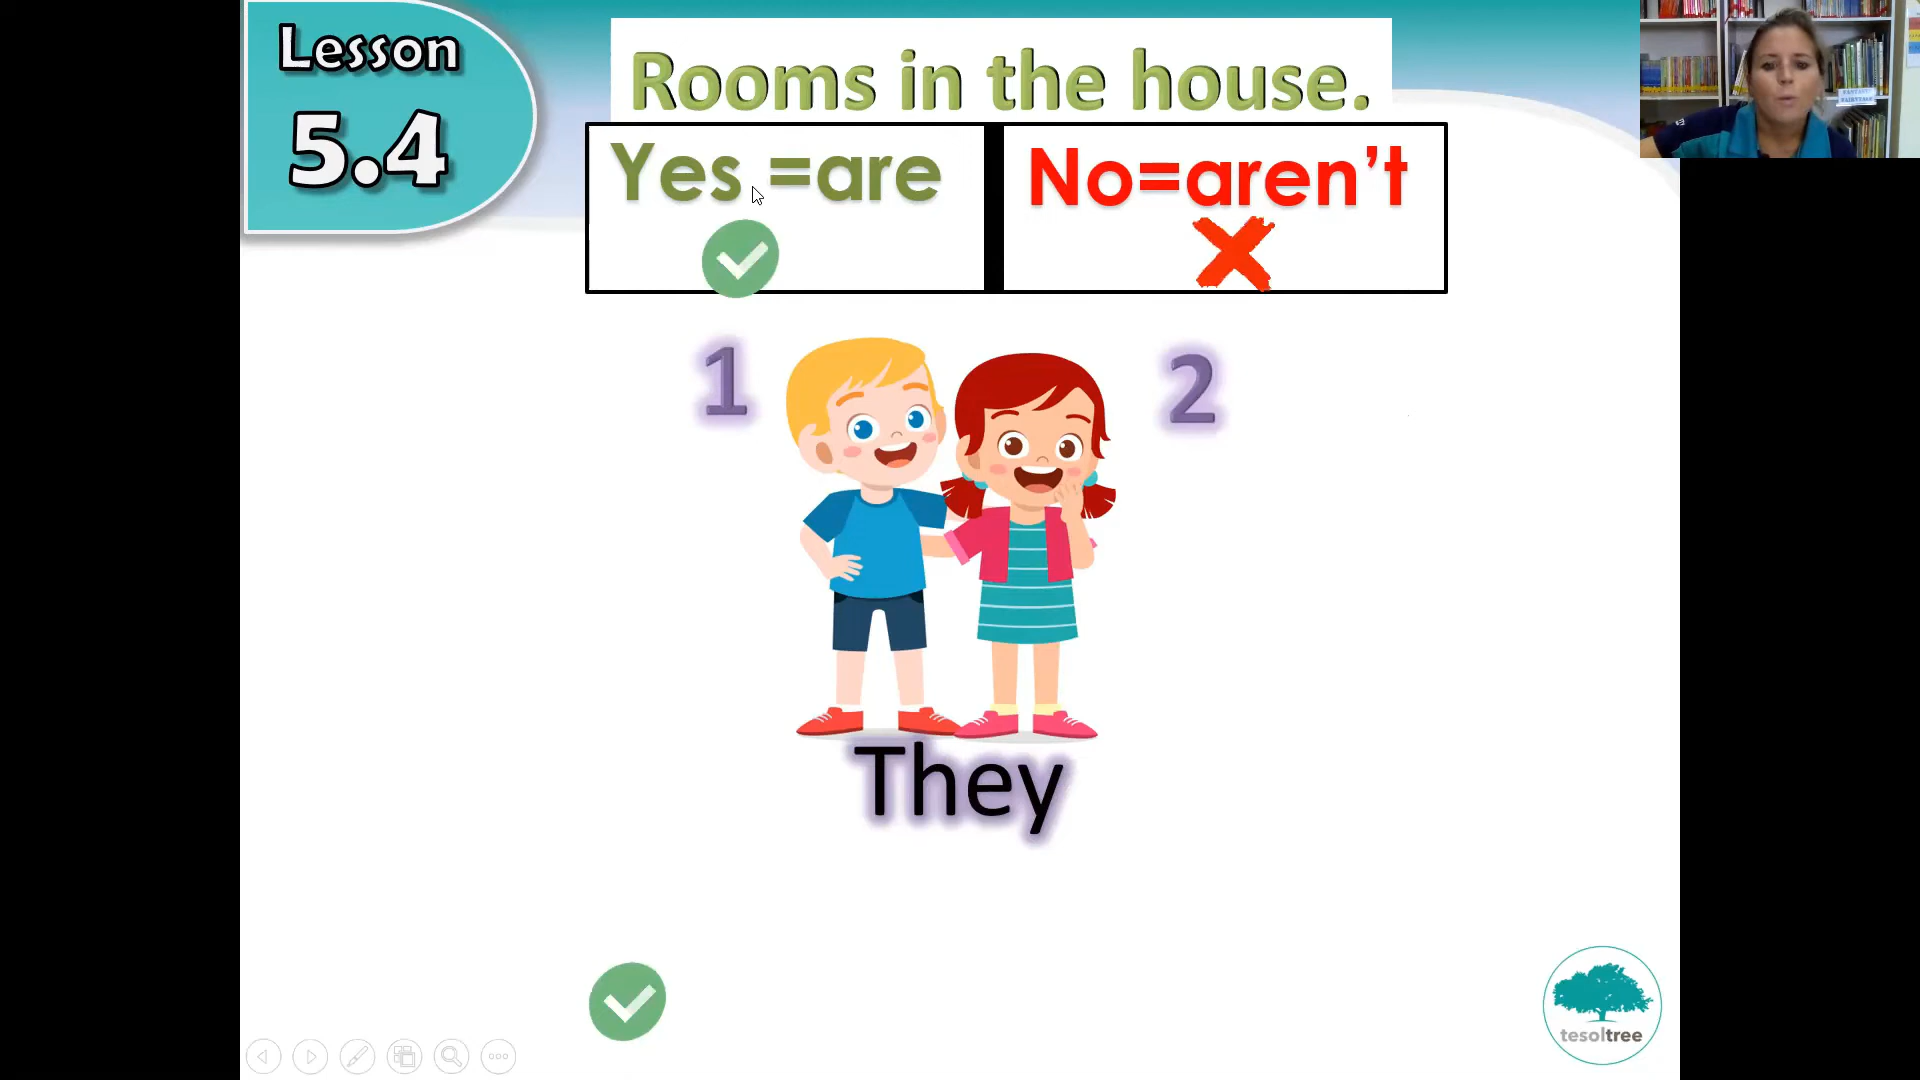 Lesson
5.4
Rooms in the house.
Yes =are
No=aren't
1
2
They
tesoltree